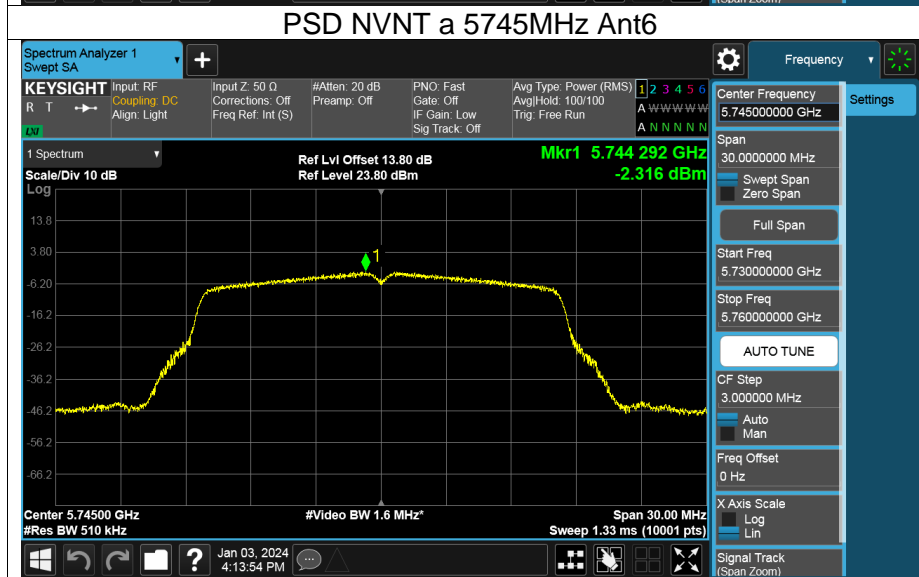 (Span Zoom)
PSD NVNT a 5745MHz Ant6
Spectrum Analyzer 1
Swept SA
+
Frequency
KEYSIGHT
R T
LXI
Input: RF
Coupling: DC
Align: Light
Input Z: 50 Ω
Corrections: Off
Freq Ref: Int (S)
#Atten: 20 dB
Preamp: Off
PNO: Fast
Gate: Off
IF Gain: Low
Sig Track: Off
Avg Type: Power (RMS)
Avg|Hold: 100/100
Trig: Free Run
1 2 3 4 5 6
A W W W W W
A N N N N N
1 Spectrum
Scale/Div 10 dB
Log
Ref Lvl Offset 13.80 dB
Ref Level 23.80 dBm
Mkr1 5.744 292 GHz
-2.316 dBm
13.8
3.80
-6.20
-16.2
-26.2
-36.2
-46.2
-56.2
-66.2
1
Center 5.74500 GHz
#Res BW 510 kHz
#Video BW 1.6 MHz*
Span 30.00 MHz
Sweep 1.33 ms (10001 pts)
?
Jan 03, 2024
4:13:54 PM
Center Frequency
5.745000000 GHz
Settings
Span
30.0000000 MHz
Swept Span
Zero Span
Full Span
Start Freq
5.730000000 GHz
Stop Freq
5.760000000 GHz
AUTO TUNE
CF Step
3.000000 MHz
Auto
Man
Freq Offset
0 Hz
X Axis Scale
Log
Lin
Signal Track
(Span Zoom)